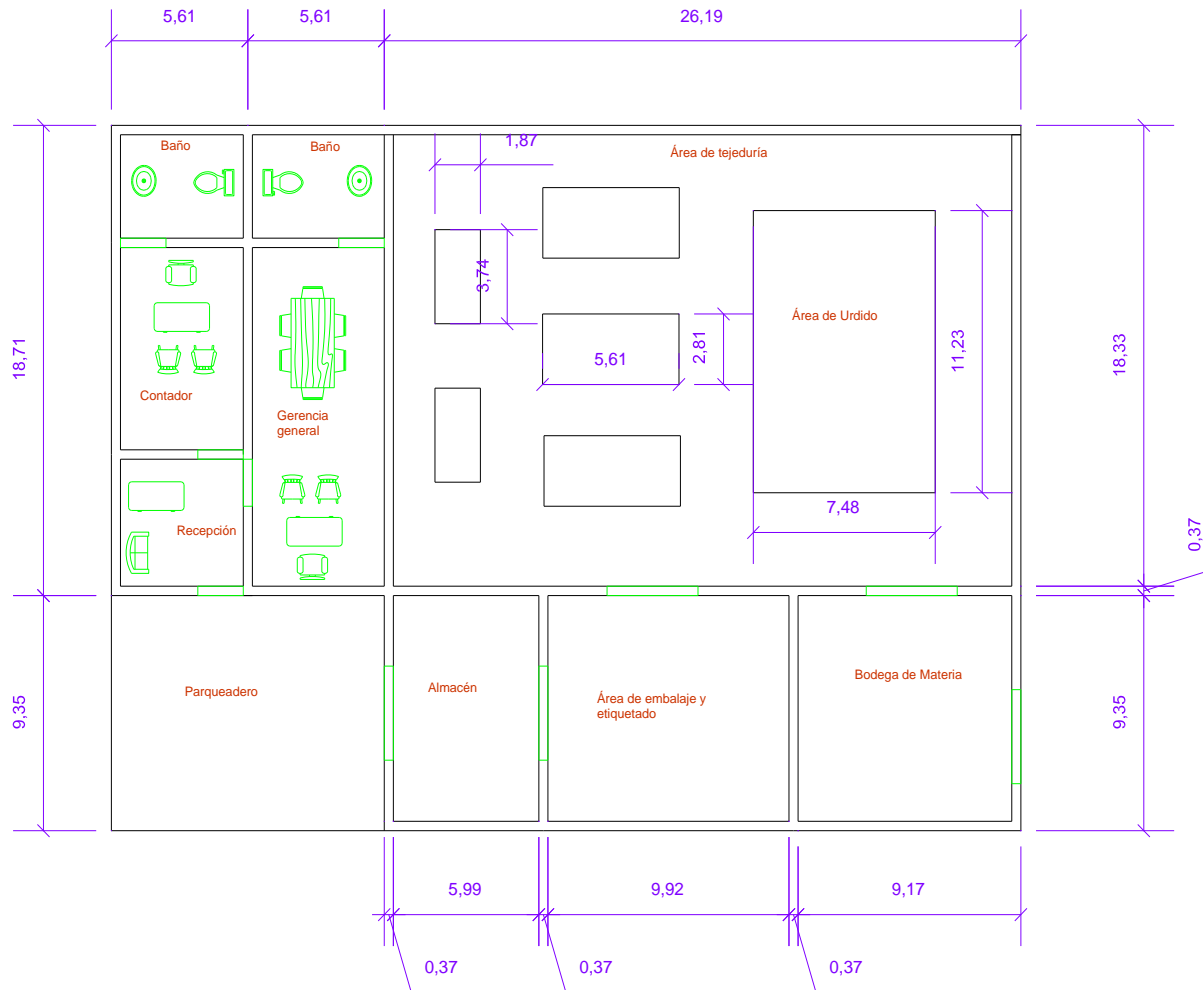 5,61
5,61
26,19
Baño
Baño
1,87
Área de tejeduría
3,74
Área de Urdido
18,71
5,61
2,81
11,23
18,33
Contador
Gerencia
general
7,48
Recepción
0,37
Parqueadero
Almacén
Área de embalaje y
etiquetado
Bodega de Materia
9,35
9,35
5,99
9,92
9,17
0,37
0,37
0,37